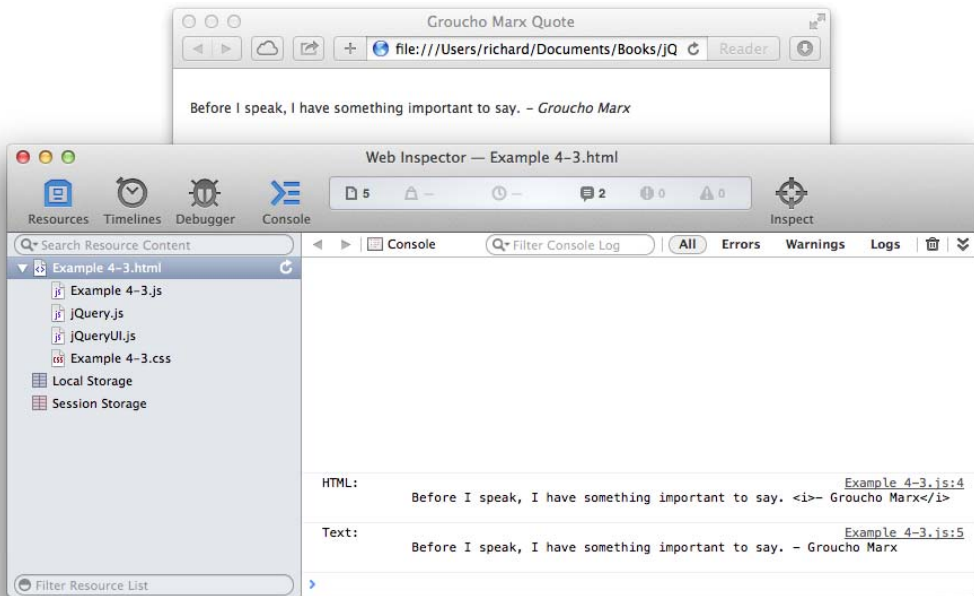 Groucho Marx Quote
file:///Users/richard/Documents/Books/jQ
Reader
Before I speak, I have something important to say. – Groucho Marx
Web Inspector — Example 4-3.html
Resources Timelines Debugger Console
5 – – 2 0 0
Inspect
Search Resource Content
Console
Filter Console Log
All Errors Warnings Logs
Example 4-3.html
js Example 4-3.js
js jQuery.js
js jQueryUI.js
css Example 4-3.css
Local Storage
Session Storage
HTML: Example 4-3.js:4
Before I speak, I have something important to say. <i>– Groucho Marx</i>
Text: Example 4-3.js:5
Before I speak, I have something important to say. – Groucho Marx
Filter Resource List